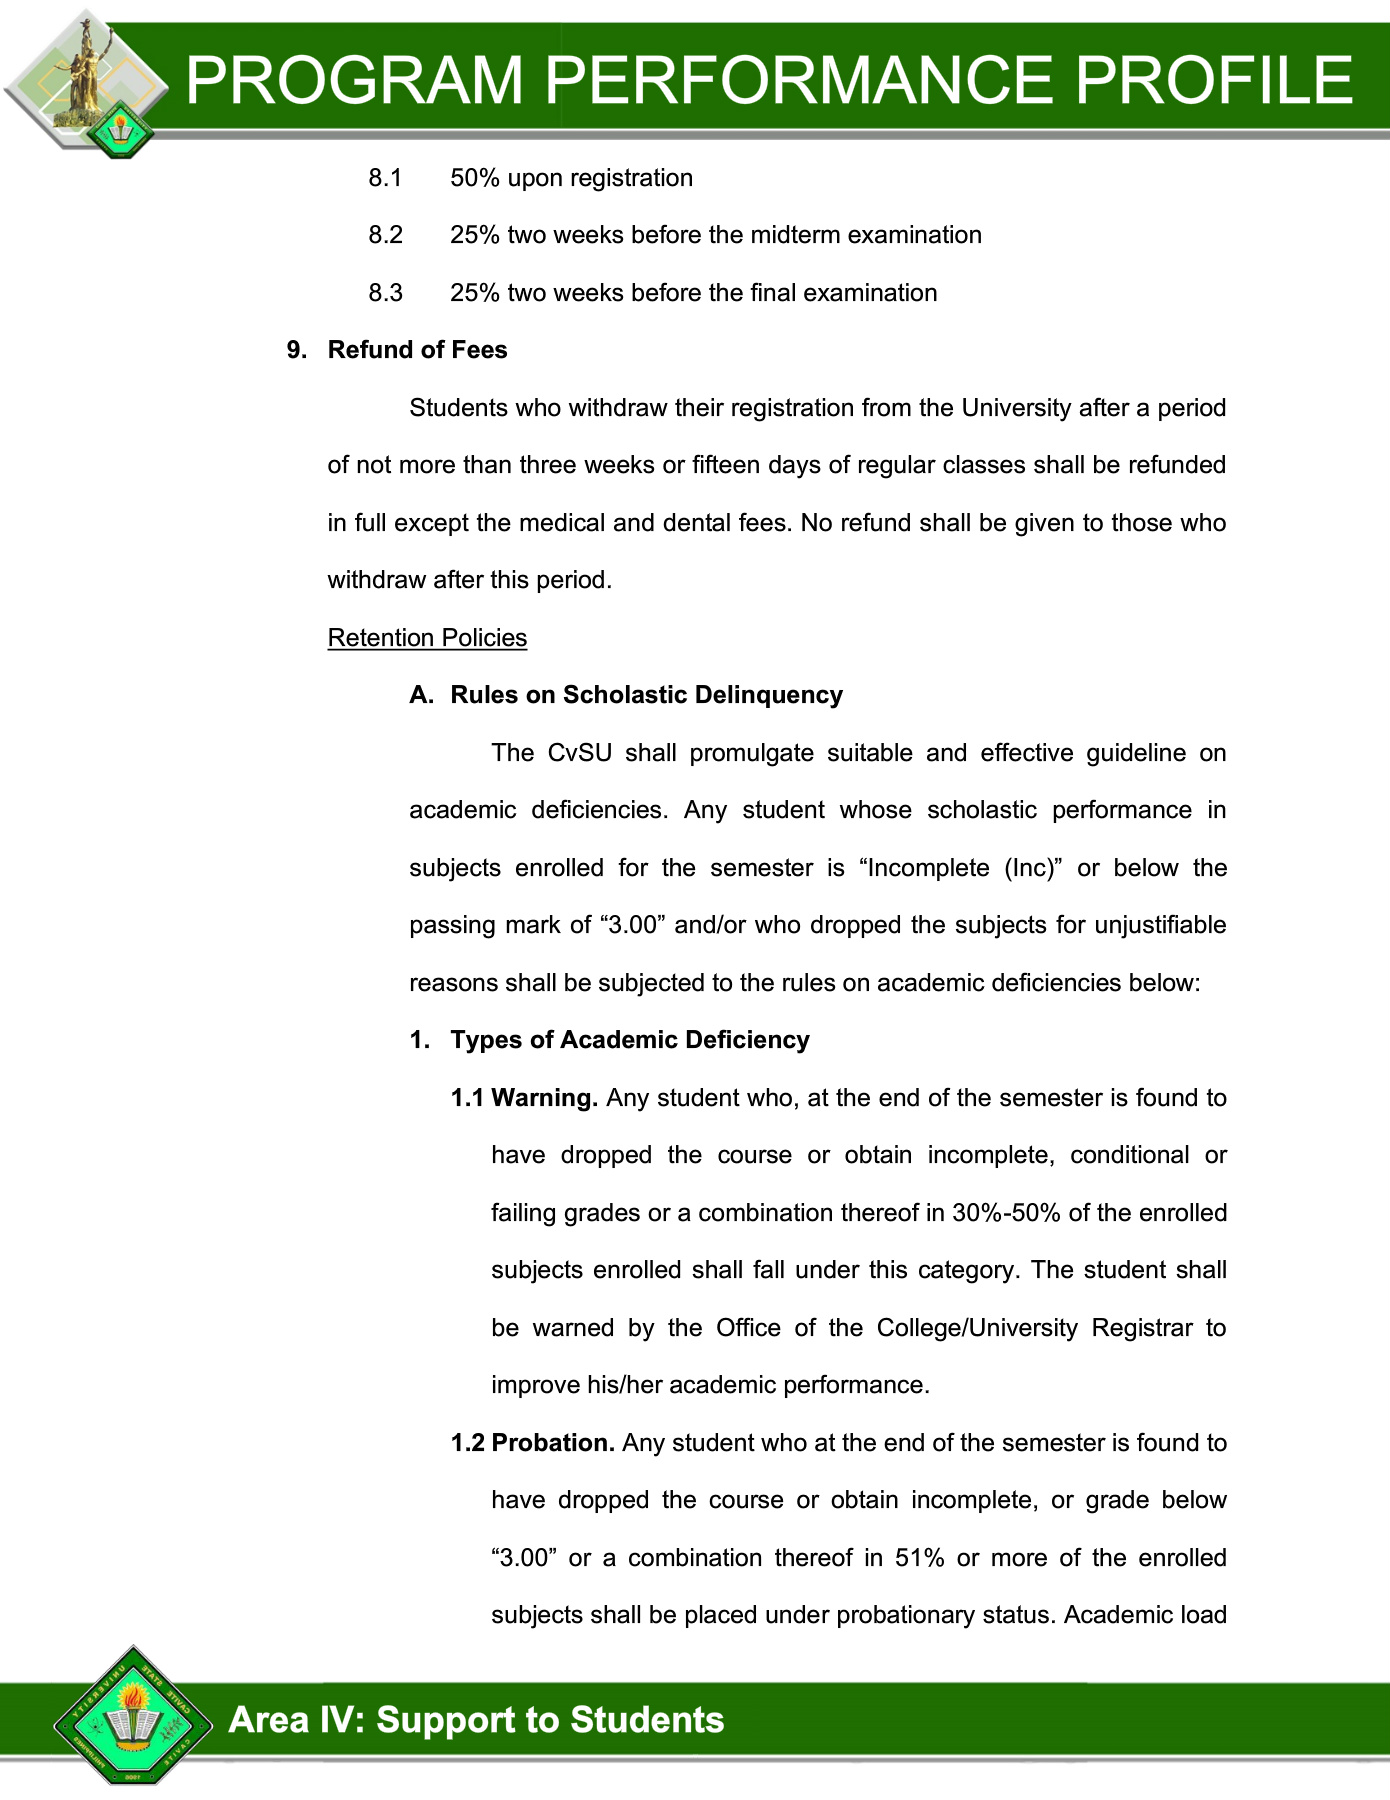 PROGRAM PERFORMANCE PROFILE
8.1 50% upon registration
8.2 25% two weeks before the midterm examination
8.3 25% two weeks before the final examination
9. Refund of Fees
Students who withdraw their registration from the University after a period
of not more than three weeks or fifteen days of regular classes shall be refunded
in full except the medical and dental fees. No refund shall be given to those who
withdraw after this period.
Retention Policies
A. Rules on Scholastic Delinquency
The CvSU shall promulgate suitable and effective guideline on
academic deficiencies. Any student whose scholastic performance in
subjects enrolled for the semester is “Incomplete (Inc)” or below the
passing mark of “3.00” and/or who dropped the subjects for unjustifiable
reasons shall be subjected to the rules on academic deficiencies below:
1. Types of Academic Deficiency
1.1 Warning. Any student who, at the end of the semester is found to
have dropped the course or obtain incomplete, conditional or
failing grades or a combination thereof in 30%-50% of the enrolled
subjects enrolled shall fall under this category. The student shall
be warned by the Office of the College/University Registrar to
improve his/her academic performance.
1.2 Probation. Any student who at the end of the semester is found to
have dropped the course or obtain incomplete, or grade below
“3.00” or a combination thereof in 51% or more of the enrolled
subjects shall be placed under probationary status. Academic load
CAVITE STATE UNIVERSITY
CAVITE PHILIPPINES
Area IV: Support to Students